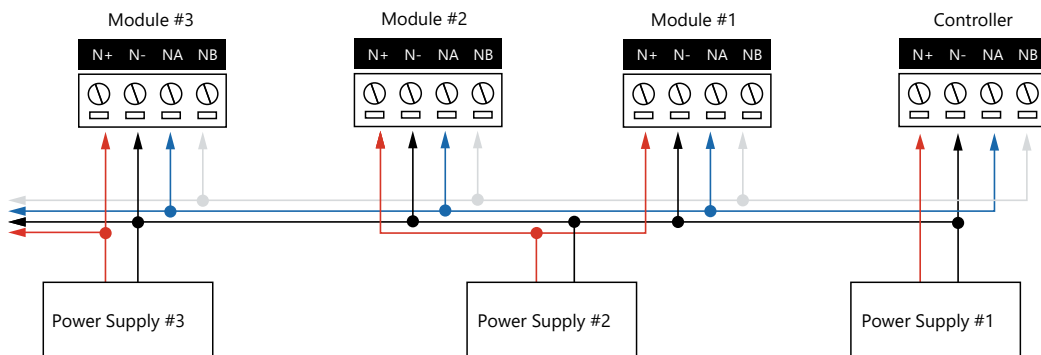 Module #3 Module #2 Module #1 Controller
N+ N- NA NB N+ N- NA NB N+ N- NA NB N+ N- NA NB
Power Supply #3 Power Supply #2 Power Supply #1